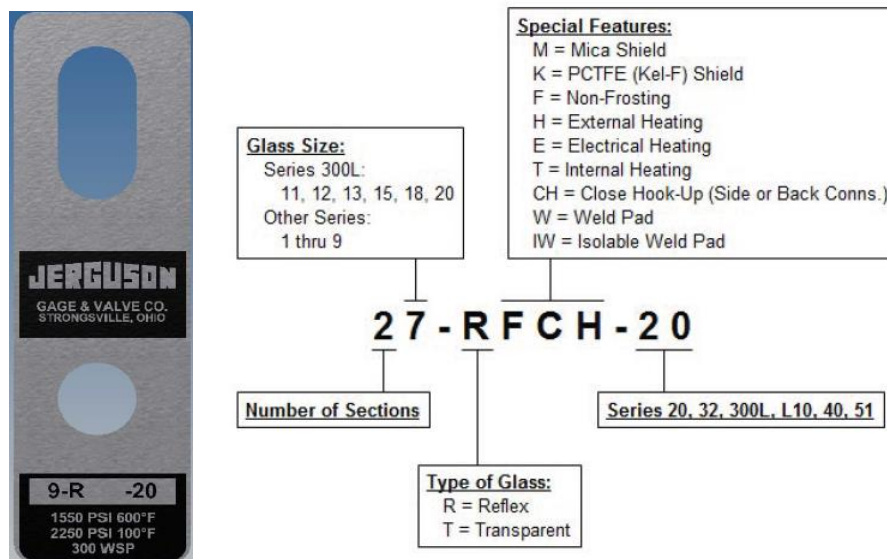 JERGUSON
GAGE & VALVE CO.
STRONGSVILLE, OHIO
9-R -20
1550 PSI 600°F
2250 PSI 100°F
300 WSP
Glass Size:
Series 300L:
11, 12, 13, 15, 18, 20
Other Series:
1 thru 9
Special Features:
M = Mica Shield
K = PCTFE (Kel-F) Shield
F = Non-Frosting
H = External Heating
E = Electrical Heating
T = Internal Heating
CH = Close Hook-Up (Side or Back Conns.)
W = Weld Pad
IW = Isolable Weld Pad
27-RFCH-20
Number of Sections
Series 20, 32, 300L, L10, 40, 51
Type of Glass:
R = Reflex
T = Transparent